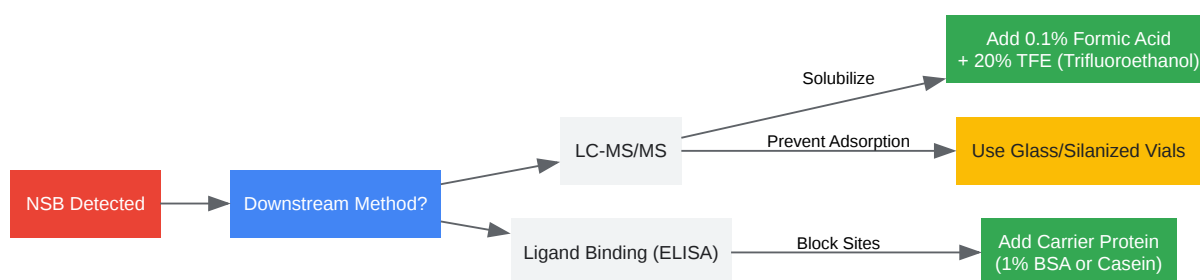 NSB Detected
Downstream Method?
LC-MS/MS
Solubilize
Add 0.1% Formic Acid
+ 20% TFE (Trifluoroethanol)
Prevent Adsorption
Use Glass/Silanized Vials
Ligand Binding (ELISA)
Block Sites
Add Carrier Protein
(1% BSA or Casein)